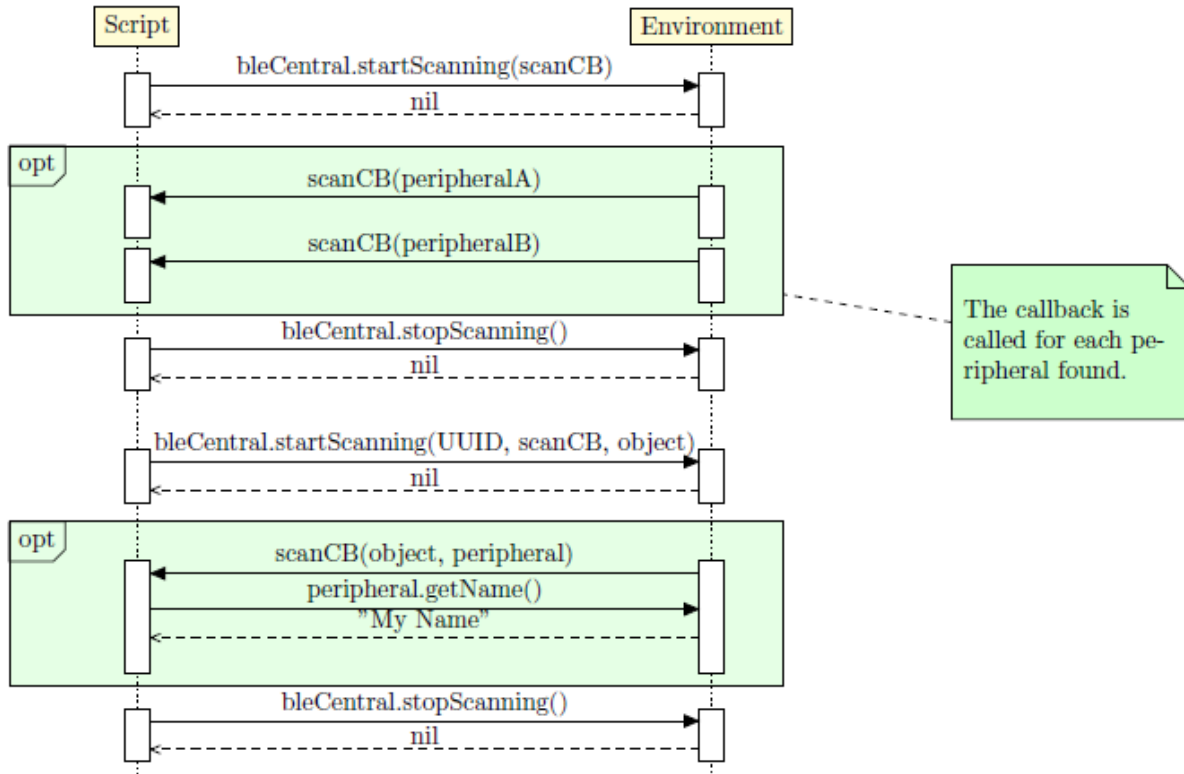 Script
Environment
bleCentral.startScanning(scanCB)
nil
opt
scanCB(peripheralA)
scanCB(peripheralB)
The callback is
called for each pe-
ripheral found.
bleCentral.stopScanning()
nil
bleCentral.startScanning(UUID, scanCB, object)
nil
opt
scanCB(object, peripheral)
peripheral.getName()
"My Name"
bleCentral.stopScanning()
nil